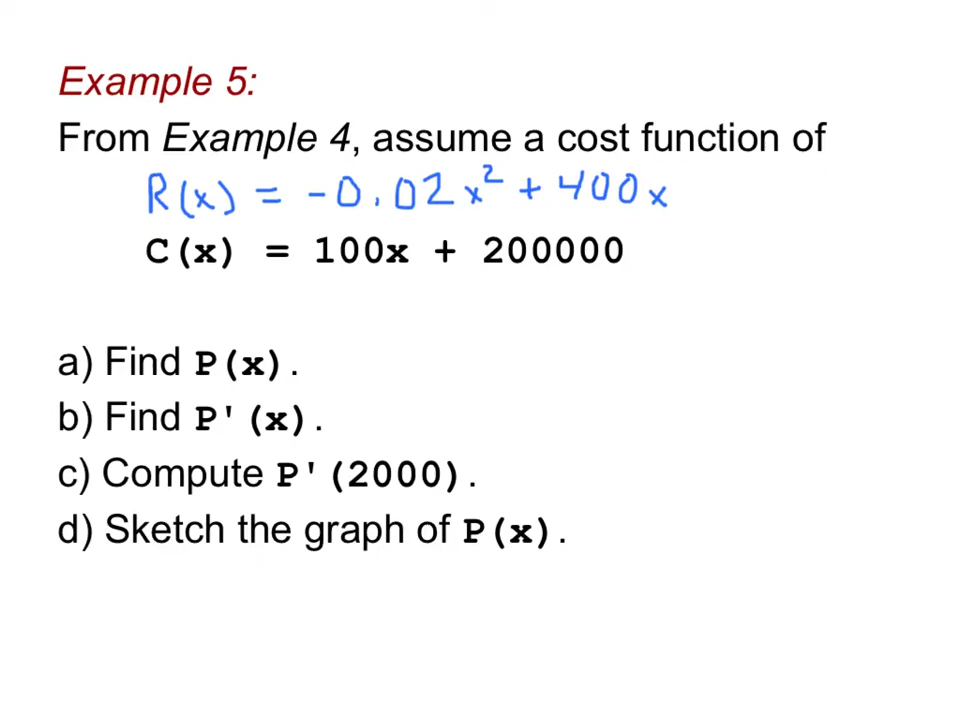 Example 5:
From Example 4, assume a cost function of
R(x) = -0.02x² + 400x
C(x) = 100x + 200000
a) Find P(x).
b) Find P'(x).
c) Compute P'(2000).
d) Sketch the graph of P(x).